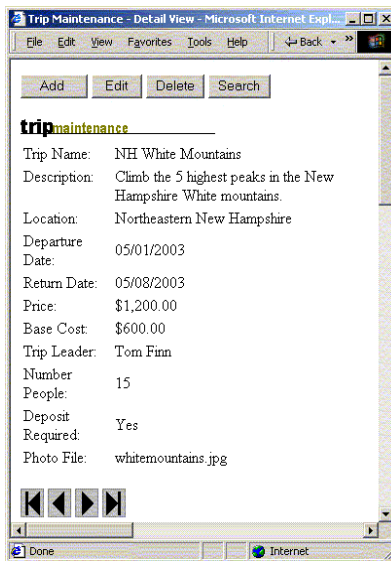 Trip Maintenance - Detail View - Microsoft Internet Expl...
File Edit View Favorites Tools Help Back »
Add Edit Delete Search
tripmaintenance
Trip Name: NH White Mountains
Description: Climb the 5 highest peaks in the New
Hampshire White mountains.
Location: Northeastern New Hampshire
Departure
Date: 05/01/2003
Return Date: 05/08/2003
Price: $1,200.00
Base Cost: $600.00
Trip Leader: Tom Finn
Number
People: 15
Deposit
Required: Yes
Photo File: whitemountains.jpg
Done Internet